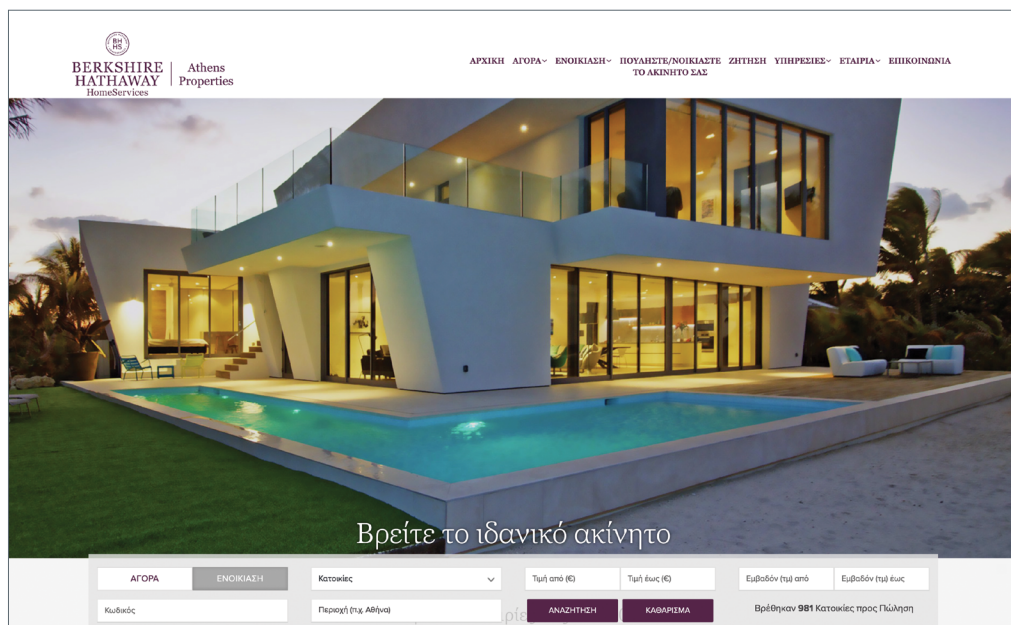 BH
HS
BERKSHIRE
HATHAWAY
HomeServices
Athens
Properties
ΑΡΧΙΚΗ ΑΓΟΡΑ ΕΝΟΙΚΙΑΣΗ ΠΟΥΛΗΣΤΕ/ΝΟΙΚΙΑΣΤΕ ΤΟ ΑΚΙΝΗΤΟ ΣΑΣ ΖΗΤΗΣΗ ΥΠΗΡΕΣΙΕΣ ΕΤΑΙΡΙΑ ΕΠΙΚΟΙΝΩΝΙΑ
Βρείτε το ιδανικό ακίνητο
ΑΓΟΡΑ ΕΝΟΙΚΙΑΣΗ Κατοικίες Τιμή από (€) Τιμή έως (€) Εμβαδόν (τμ) από Εμβαδόν (τμ) έως
Κωδικός Περιοχή (π.χ. Αθήνα) ΑΝΑΖΗΤΗΣΗ ΚΑΘΑΡΙΣΜΑ Βρέθηκαν 981 Κατοικίες προς Πώληση